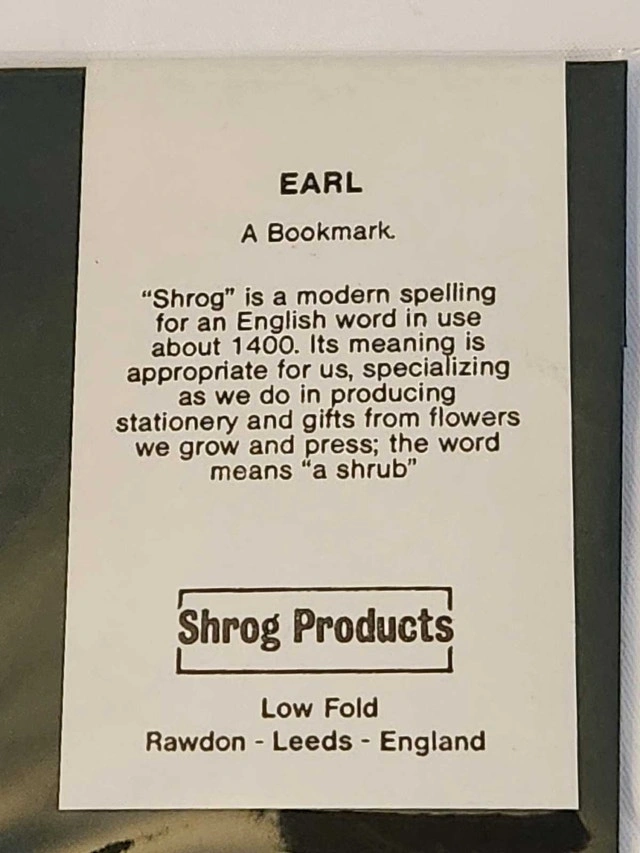 EARL
A Bookmark.
“Shrog” is a modern spelling
for an English word in use
about 1400. Its meaning is
appropriate for us, specializing
as we do in producing
stationery and gifts from flowers
we grow and press; the word
means “a shrub”
Shrog Products
Low Fold
Rawdon - Leeds - England